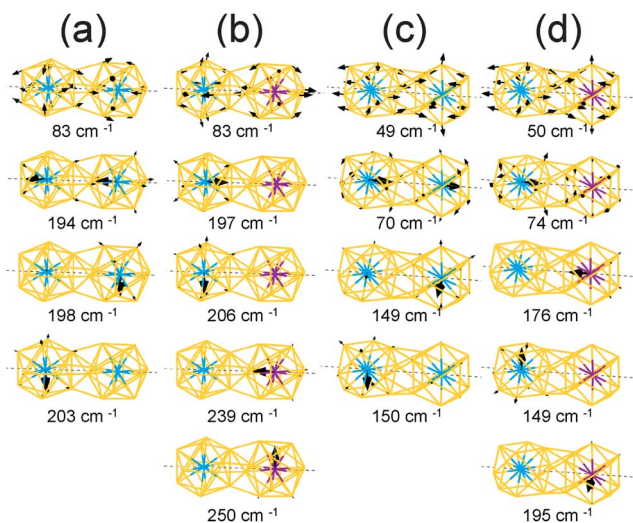 (a) (b) (c) (d)
83 cm⁻¹ 83 cm⁻¹ 49 cm⁻¹ 50 cm⁻¹
194 cm⁻¹ 197 cm⁻¹ 70 cm⁻¹ 74 cm⁻¹
198 cm⁻¹ 206 cm⁻¹ 149 cm⁻¹ 176 cm⁻¹
203 cm⁻¹ 239 cm⁻¹ 150 cm⁻¹ 149 cm⁻¹
250 cm⁻¹ 195 cm⁻¹